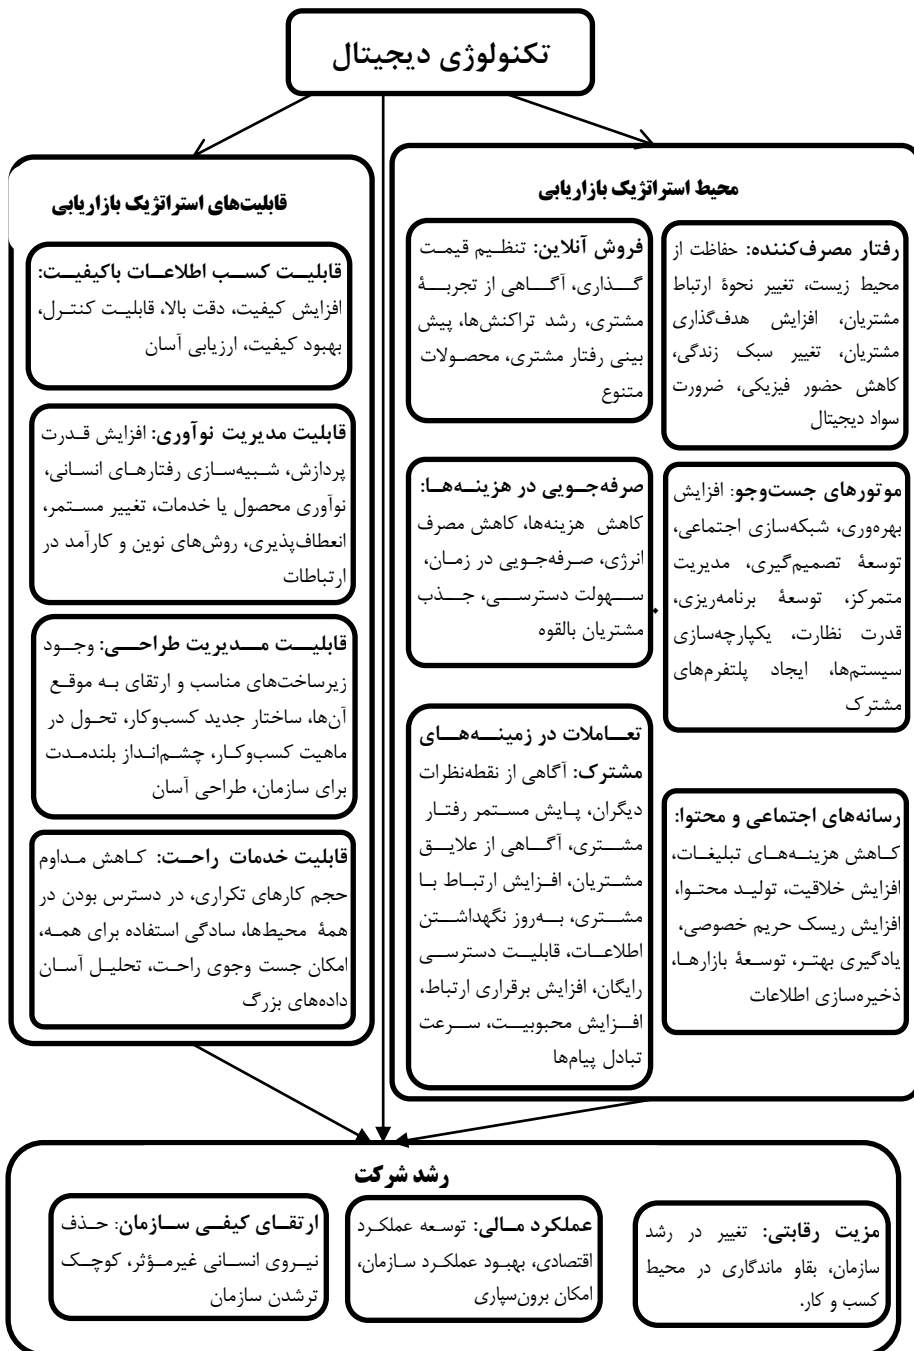 تکنولوژی دیجیتال
محیط استراتژیک بازاریابی
رفتار مصرف‌کننده: حفاظت از
محیط زیست، تغییر نحوۀ ارتباط
مشتریان، افزایش هدف‌گذاری
مشتریان، تغییر سبک زندگی،
کاهش حضور فیزیکی، ضرورت
سواد دیجیتال
فروش آنلاین: تنظیم قیمت
گذاری، آگاهی از تجربۀ
مشتری، رشد تراکنش‌ها، پیش
بینی رفتار مشتری، محصولات
متنوع
موتورهای جست‌وجو: افزایش
بهره‌وری، شبکه‌سازی اجتماعی،
توسعۀ تصمیم‌گیری، مدیریت
متمرکز، توسعۀ برنامه‌ریزی،
قدرت نظارت، یکپارچه‌سازی
سیستم‌ها، ایجاد پلتفرم‌های
مشترک
صرفه‌جویی در هزینه‌ها:
کاهش هزینه‌ها، کاهش مصرف
انرژی، صرفه‌جویی در زمان،
سهولت دسترسی، جذب
مشتریان بالقوه
رسانه‌های اجتماعی و محتوا:
کاهش هزینه‌های تبلیغات،
افزایش خلاقیت، تولید محتوا،
افزایش ریسک حریم خصوصی،
یادگیری بهتر، توسعۀ بازارها،
ذخیره‌سازی اطلاعات
تعاملات در زمینه‌های
مشترک: آگاهی از نقطه‌نظرات
دیگران، پایش مستمر رفتار
مشتری، آگاهی از علایق
مشتریان، افزایش ارتباط با
مشتری، به‌روز نگهداشتن
اطلاعات، قابلیت دسترسی
رایگان، افزایش برقراری ارتباط،
افزایش محبوبیت، سرعت
تبادل پیام‌ها
قابلیت‌های استراتژیک بازاریابی
قابلیت کسب اطلاعات باکیفیت:
افزایش کیفیت، دقت بالا، قابلیت کنترل،
بهبود کیفیت، ارزیابی آسان
قابلیت مدیریت نوآوری: افزایش قدرت
پردازش، شبیه‌سازی رفتارهای انسانی،
نوآوری محصول یا خدمات، تغییر مستمر،
انعطاف‌پذیری، روش‌های نوین و کارآمد در
ارتباطات
قابلیت مدیریت طراحی: وجود
زیرساخت‌های مناسب و ارتقای به موقع
آن‌ها، ساختار جدید کسب‌وکار، تحول در
ماهیت کسب‌وکار، چشم‌انداز بلندمدت
برای سازمان، طراحی آسان
قابلیت خدمات راحت: کاهش مداوم
حجم کارهای تکراری، در دسترس بودن در
همۀ محیط‌ها، سادگی استفاده برای همه،
امکان جست وجوی راحت، تحلیل آسان
داده‌های بزرگ
رشد شرکت
مزیت رقابتی: تغییر در رشد
سازمان، بقاو ماندگاری در محیط
کسب و کار.
عملکرد مالی: توسعه عملکرد
اقتصادی، بهبود عملکرد سازمان،
امکان برون‌سپاری
ارتقای کیفی سازمان: حذف
نیروی انسانی غیرمؤثر، کوچک
ترشدن سازمان